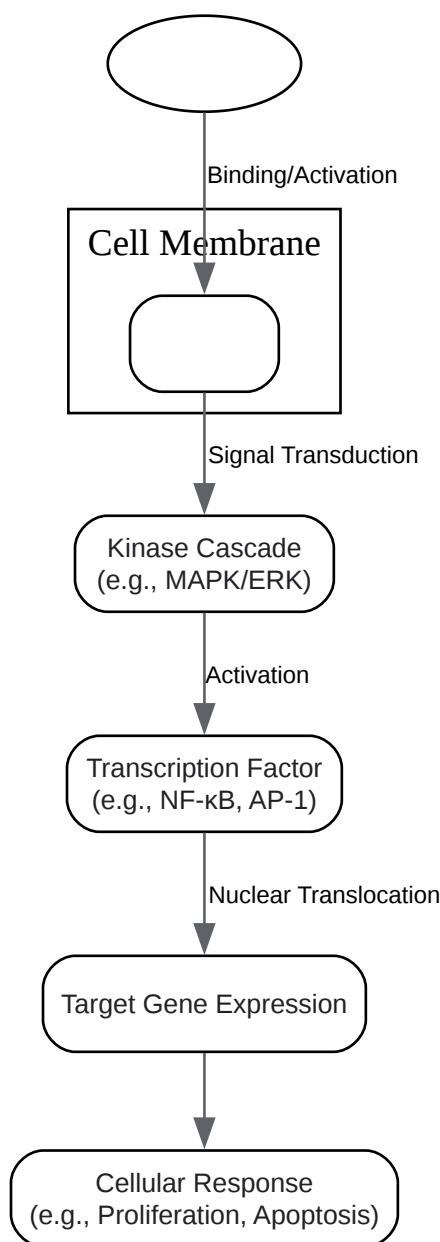 Binding/Activation
Cell Membrane
Signal Transduction
Kinase Cascade
(e.g., MAPK/ERK)
Activation
Transcription Factor
(e.g., NF-κB, AP-1)
Nuclear Translocation
Target Gene Expression
Cellular Response
(e.g., Proliferation, Apoptosis)